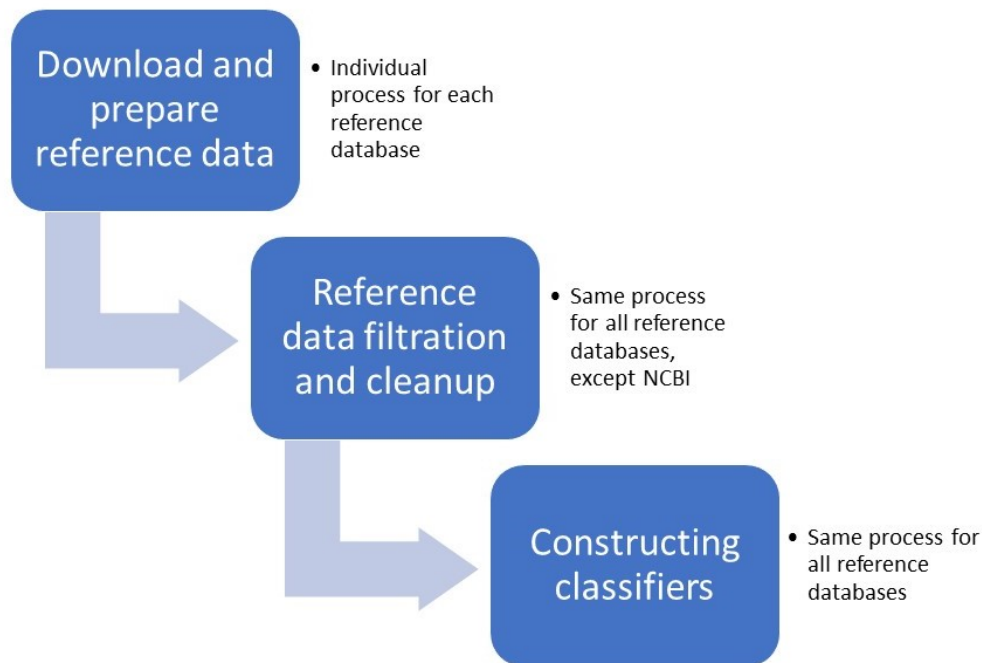 Download and
prepare
reference data
• Individual
process for each
reference
database
Reference
data filtration
and cleanup
• Same process
for all reference
databases,
except NCBI
Constructing
classifiers
• Same process for
all reference
databases